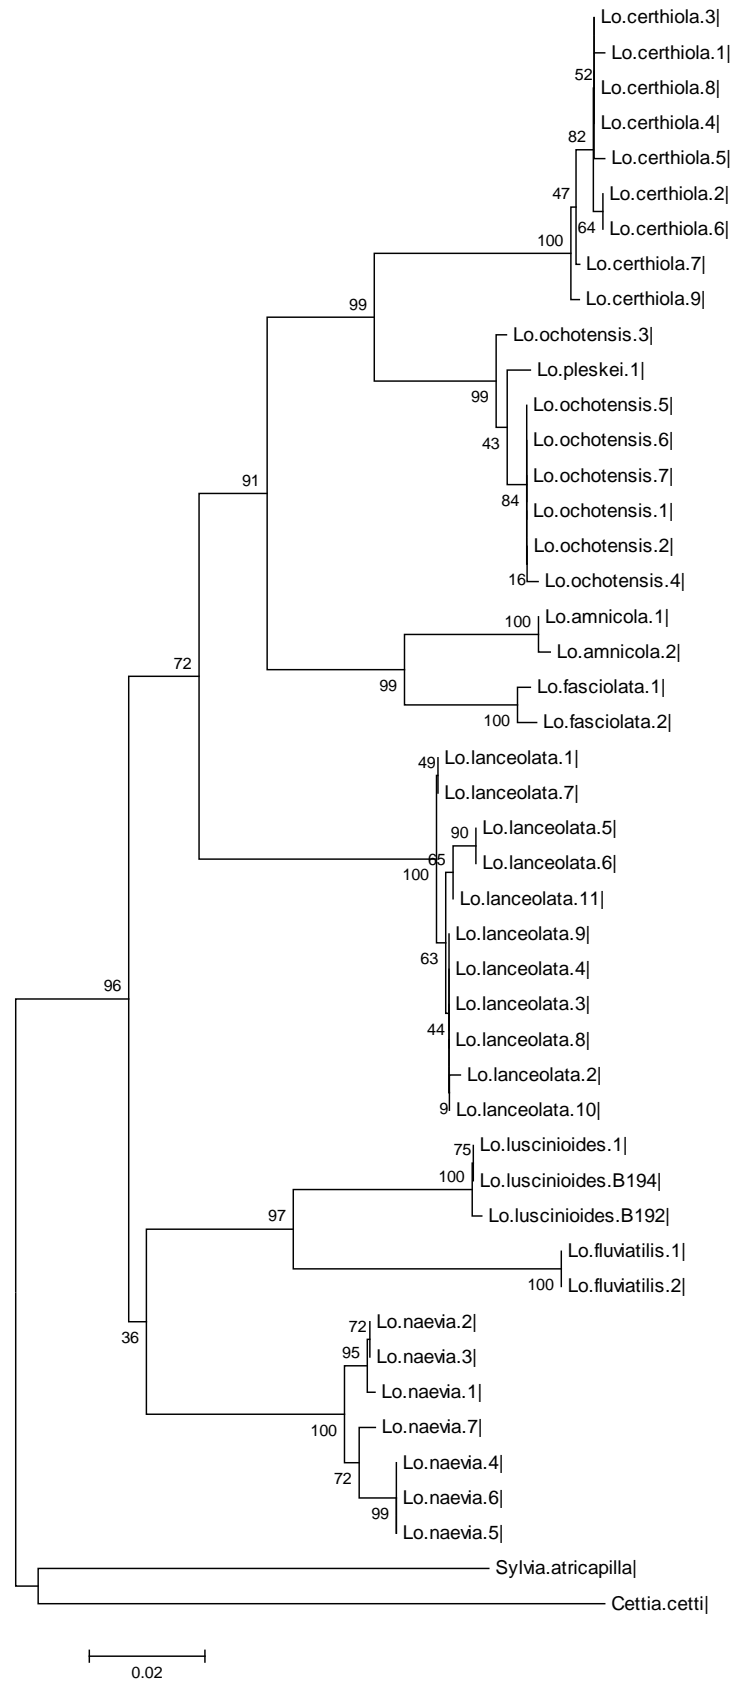 Lo.certhiola.3|
Lo.certhiola.1|
52
Lo.certhiola.8|
Lo.certhiola.4|
82
Lo.certhiola.5|
47
Lo.certhiola.2|
64
Lo.certhiola.6|
100
Lo.certhiola.7|
Lo.certhiola.9|
99
Lo.ochotensis.3|
Lo.pleskei.1|
99
Lo.ochotensis.5|
43
Lo.ochotensis.6|
Lo.ochotensis.7|
91
84
Lo.ochotensis.1|
Lo.ochotensis.2|
16
Lo.ochotensis.4|
100
Lo.amnicola.1|
Lo.amnicola.2|
72
99
Lo.fasciolata.1|
100
Lo.fasciolata.2|
49
Lo.lanceolata.1|
Lo.lanceolata.7|
90
Lo.lanceolata.5|
65
Lo.lanceolata.6|
100
Lo.lanceolata.11|
Lo.lanceolata.9|
63
Lo.lanceolata.4|
96
Lo.lanceolata.3|
44
Lo.lanceolata.8|
Lo.lanceolata.2|
9
Lo.lanceolata.10|
75
Lo.luscinioides.1|
100
Lo.luscinioides.B194|
97
Lo.luscinioides.B192|
Lo.fluviatilis.1|
100
Lo.fluviatilis.2|
36
72
Lo.naevia.2|
95
Lo.naevia.3|
Lo.naevia.1|
100
Lo.naevia.7|
72
Lo.naevia.4|
Lo.naevia.6|
99
Lo.naevia.5|
Sylvia.atricapilla|
Cettia.cetti|
0.02